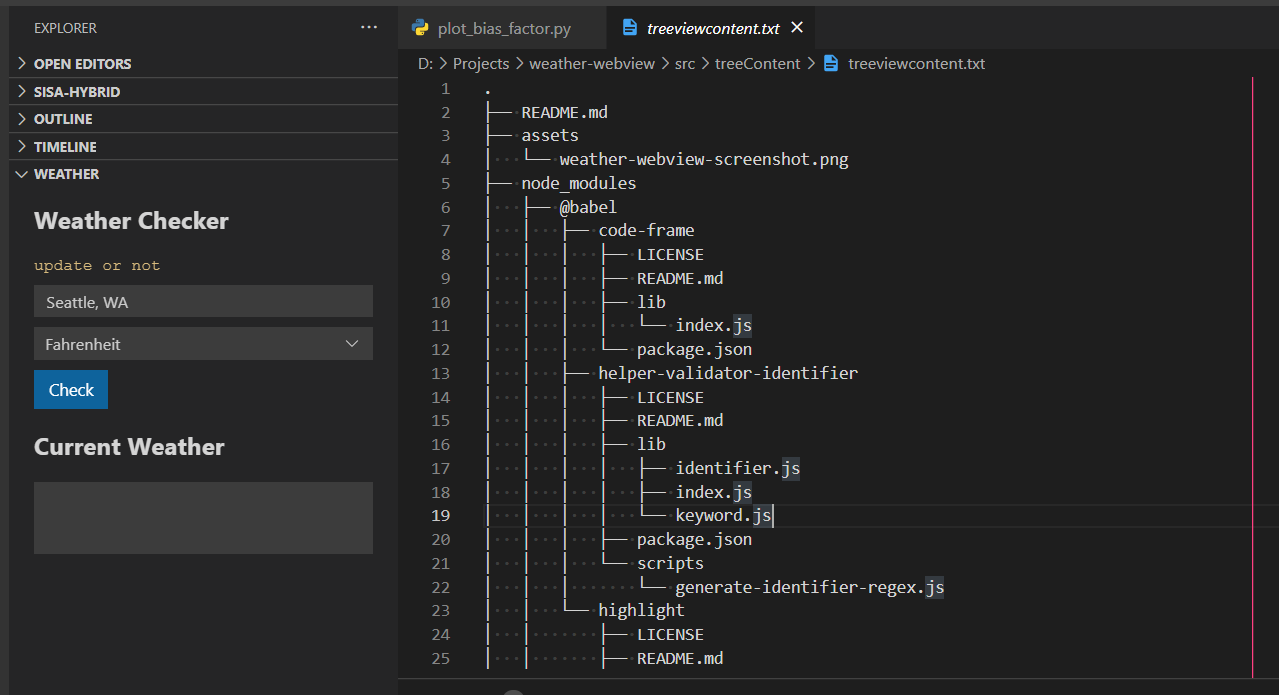 EXPLORER
OPEN EDITORS
SISA-HYBRID
OUTLINE
TIMELINE
WEATHER
Weather Checker
update or not
Seattle, WA
Fahrenheit
Check
Current Weather
plot_bias_factor.py
treeviewcontent.txt
D: > Projects > weather-webview > src > treeContent > treeviewcontent.txt
1 .
2 ├── README.md
3 ├── assets
4 │   └── weather-webview-screenshot.png
5 ├── node_modules
6 │   ├── @babel
7 │   │   ├── code-frame
8 │   │   │   ├── LICENSE
9 │   │   │   ├── README.md
10 │   │   │   ├── lib
11 │   │   │   │   └── index.js
12 │   │   │   └── package.json
13 │   │   ├── helper-validator-identifier
14 │   │   │   ├── LICENSE
15 │   │   │   ├── README.md
16 │   │   │   ├── lib
17 │   │   │   │   ├── identifier.js
18 │   │   │   │   ├── index.js
19 │   │   │   │   └── keyword.js
20 │   │   │   ├── package.json
21 │   │   │   └── scripts
22 │   │   │       └── generate-identifier-regex.js
23 │   │   └── highlight
24 │   │       ├── LICENSE
25 │   │       ├── README.md